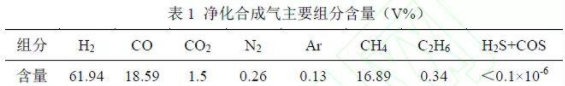 表 1 净化合成气主要组分含量（V%）
组分 H₂ CO CO₂ N₂ Ar CH₄ C₂H₆ H₂S+COS
含量 61.94 18.59 1.5 0.26 0.13 16.89 0.34 ＜0.1×10⁻⁶